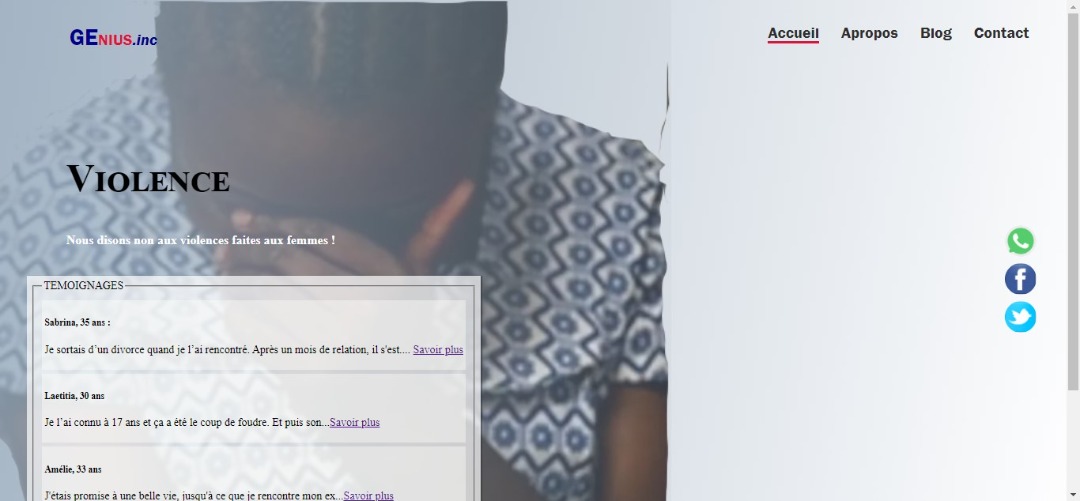 GENIUS.inc
Accueil Apropos Blog Contact
VIOLENCE
Nous disons non aux violences faites aux femmes !
TEMOIGNAGES
Sabrina, 35 ans :
Je sortais d’un divorce quand je l’ai rencontré. Après un mois de relation, il s'est.... Savoir plus
Laetitia, 30 ans
Je l’ai connu à 17 ans et ça a été le coup de foudre. Et puis son...Savoir plus
Amélie, 33 ans
J'étais promise à une belle vie, jusqu'à ce que je rencontre mon ex...Savoir plus